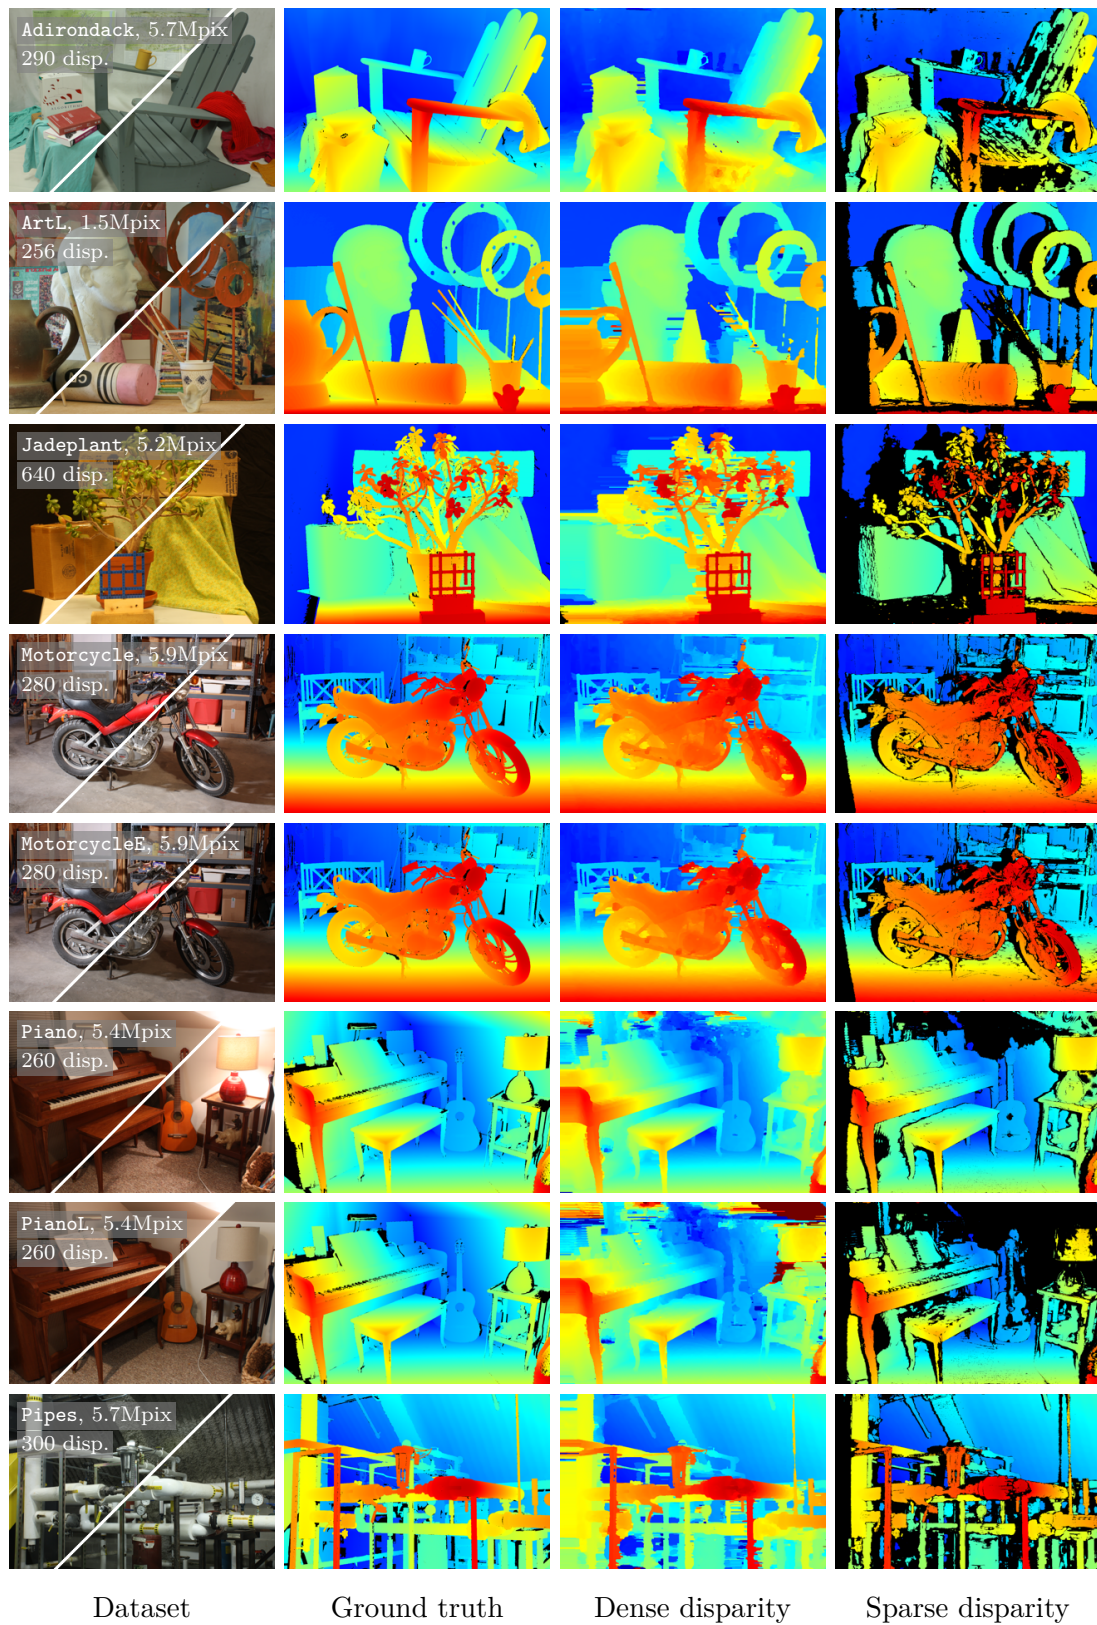 Adirondack, 5.7Mpix
290 disp.
ArtL, 1.5Mpix
256 disp.
Jadeplant, 5.2Mpix
640 disp.
Motorcycle, 5.9Mpix
280 disp.
MotorcycleE, 5.9Mpix
280 disp.
Piano, 5.4Mpix
260 disp.
PianoL, 5.4Mpix
260 disp.
Pipes, 5.7Mpix
300 disp.
Dataset Ground truth Dense disparity Sparse disparity